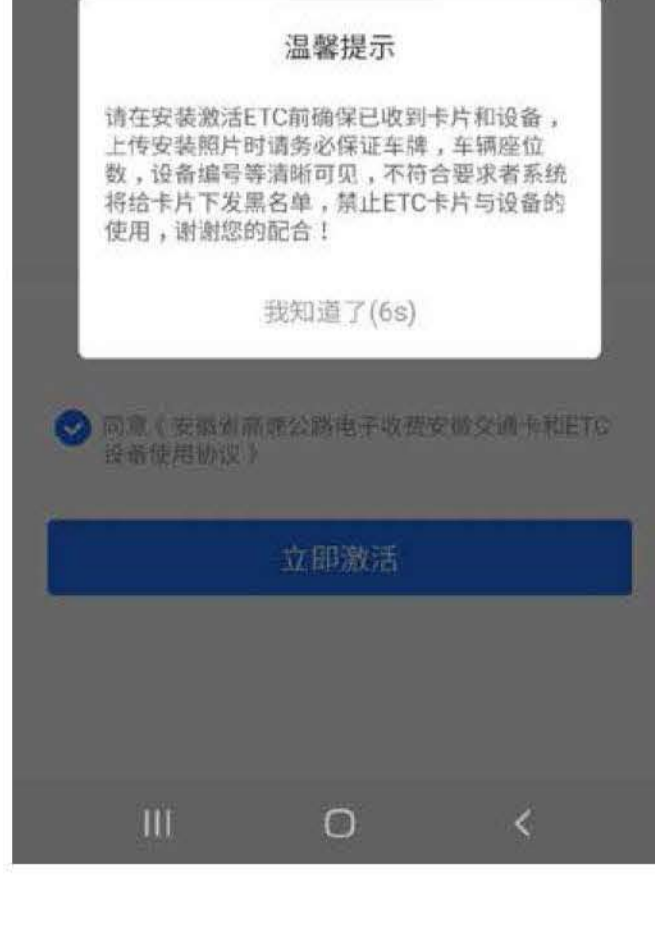 温馨提示
请在安装激活ETC前确保已收到卡片和设备，
上传安装照片时请务必保证车牌，车辆座位
数，设备编号等清晰可见，不符合要求者系统
将给卡片下发黑名单，禁止ETC卡片与设备的
使用，谢谢您的配合！
我知道了(6s)
同意《安徽省高速公路电子收费安徽交通卡和ETC
设备使用协议》
立即激活